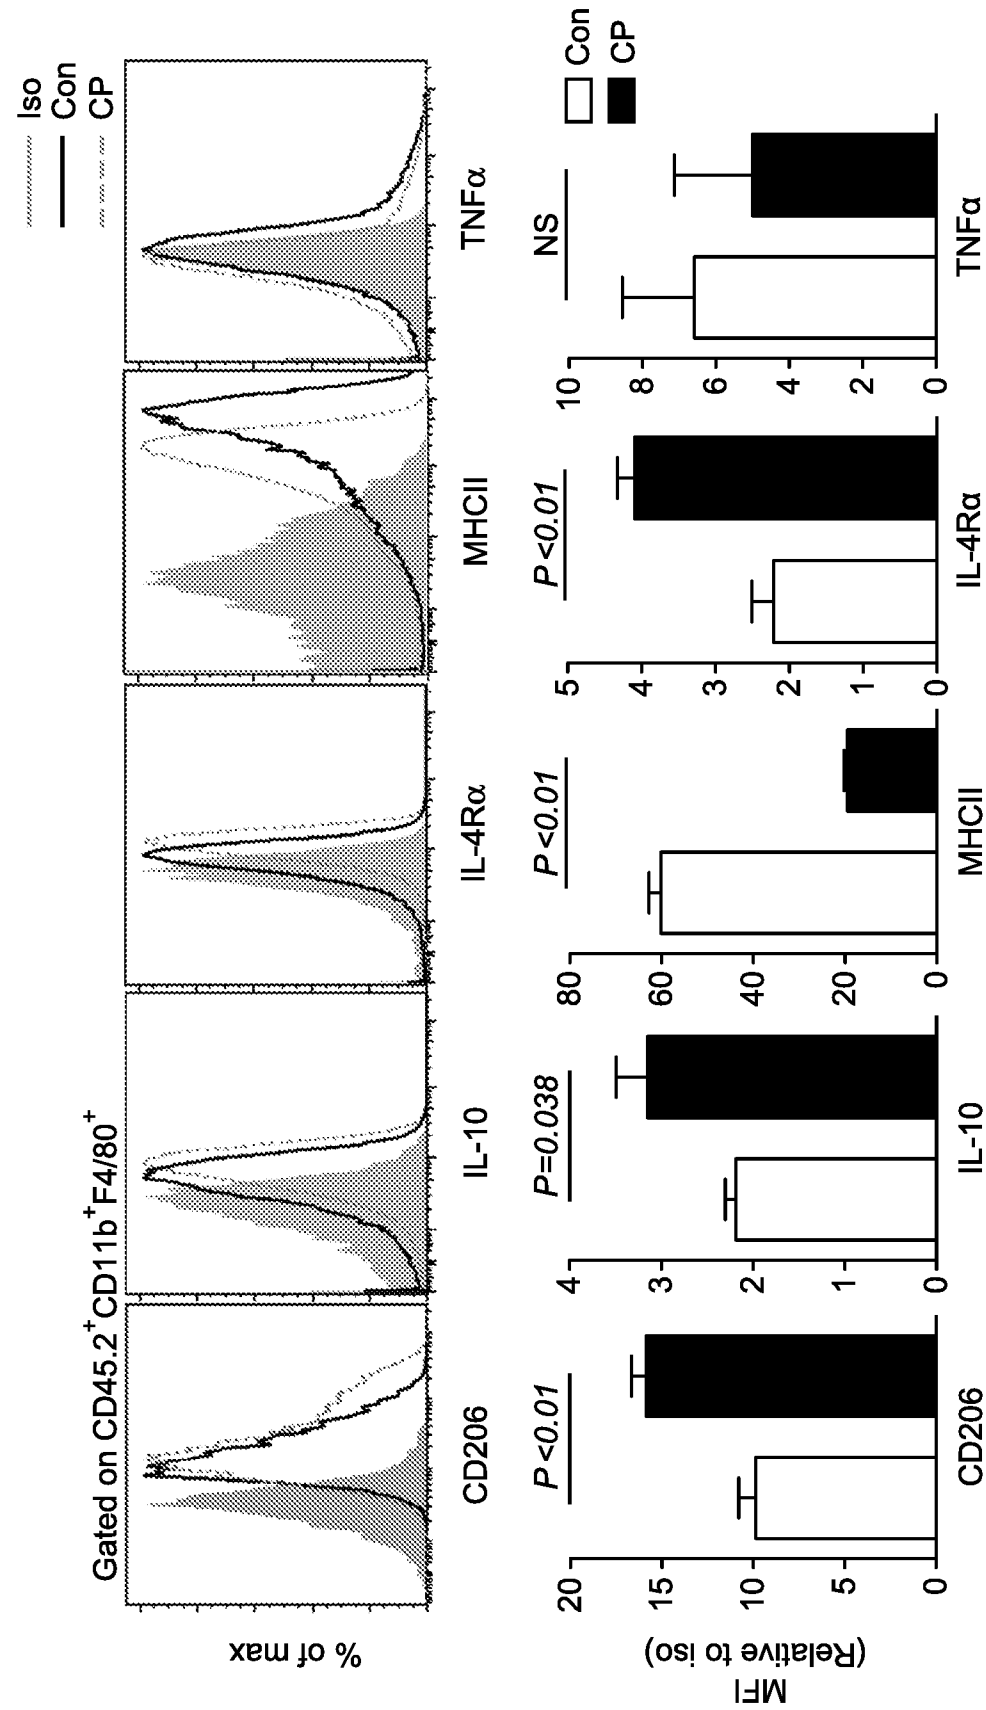 Iso
Con
CP
Gated on CD45.2+CD11b+F4/80+
% of max
CD206
IL-10
IL-4Rα
MHCII
TNFα
Con
CP
MFI
(Relative to iso)
P<0.01
20
15
10
5
0
CD206
P=0.038
4
3
2
1
0
IL-10
P<0.01
80
60
40
20
0
MHCII
P<0.01
5
4
3
2
1
0
IL-4Rα
NS
10
8
6
4
2
0
TNFα